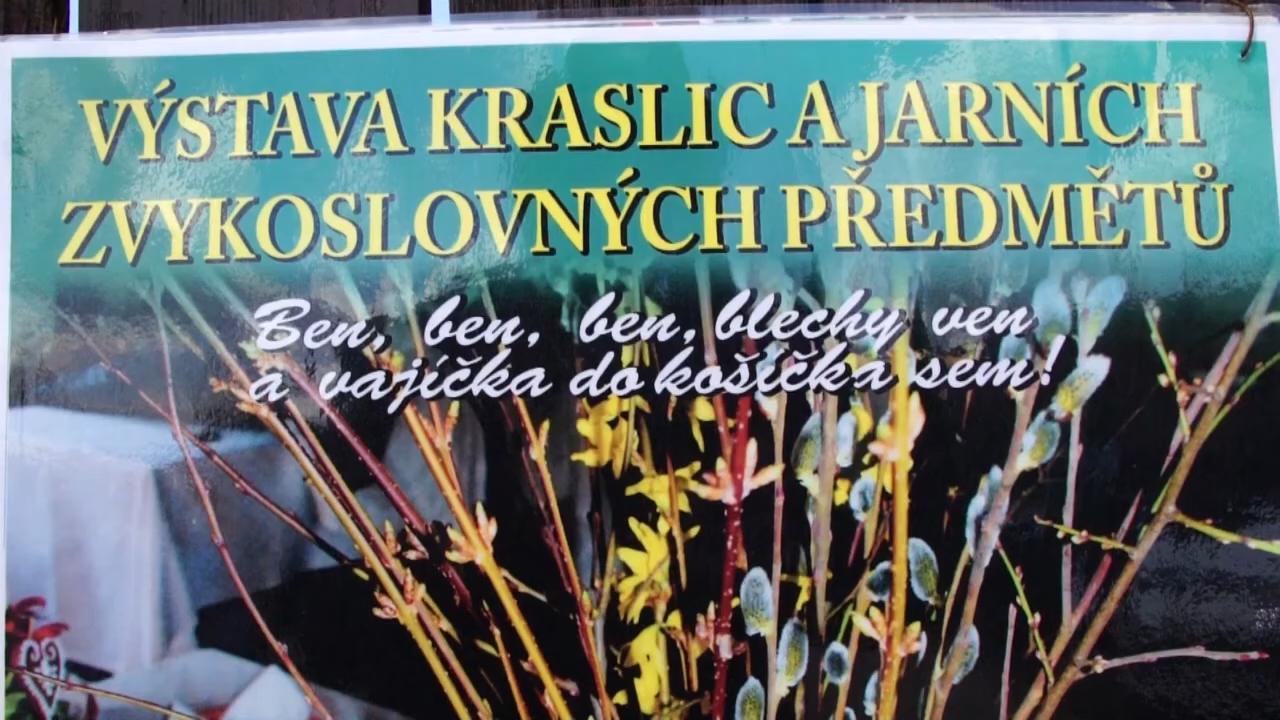 VÝSTAVA KRASLIC A JARNÍCH
ZVYKOSLOVNÝCH PŘEDMĚTŮ
Ben, ben, ben, blechy ven
a vajíčka do košíčka sem!